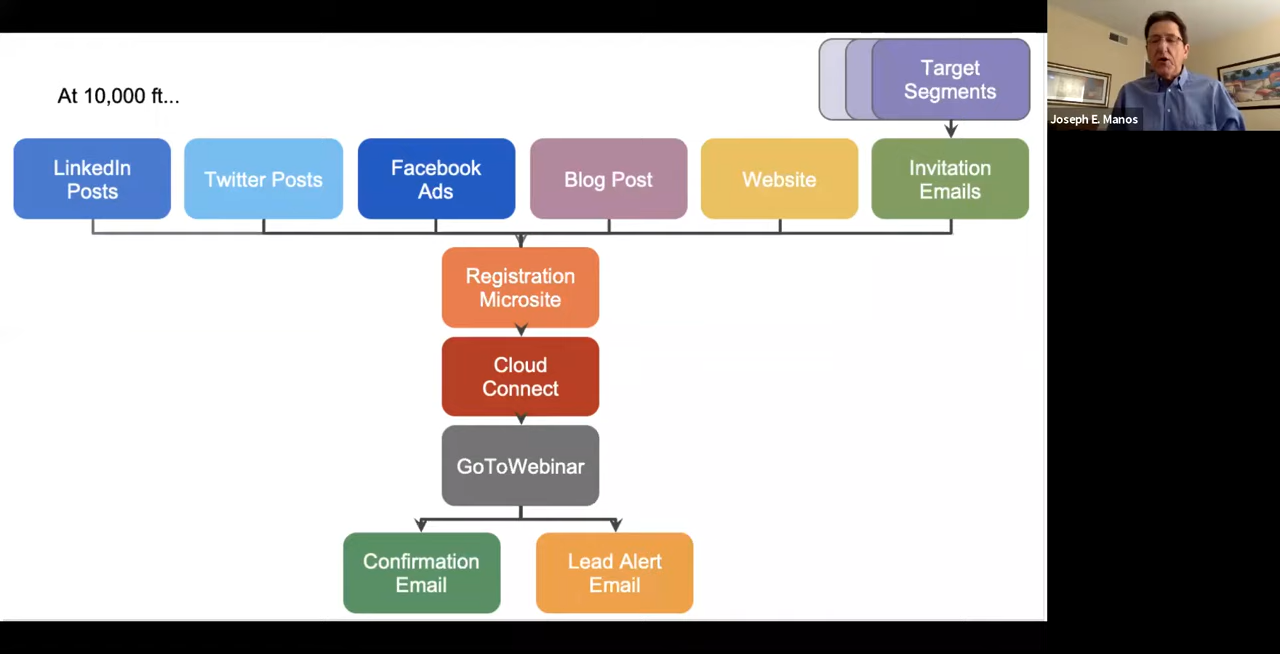 At 10,000 ft...
Target
Segments
LinkedIn
Posts
Twitter Posts
Facebook
Ads
Blog Post
Website
Invitation
Emails
Registration
Microsite
Cloud
Connect
GoToWebinar
Confirmation
Email
Lead Alert
Email
Joseph E. Manos